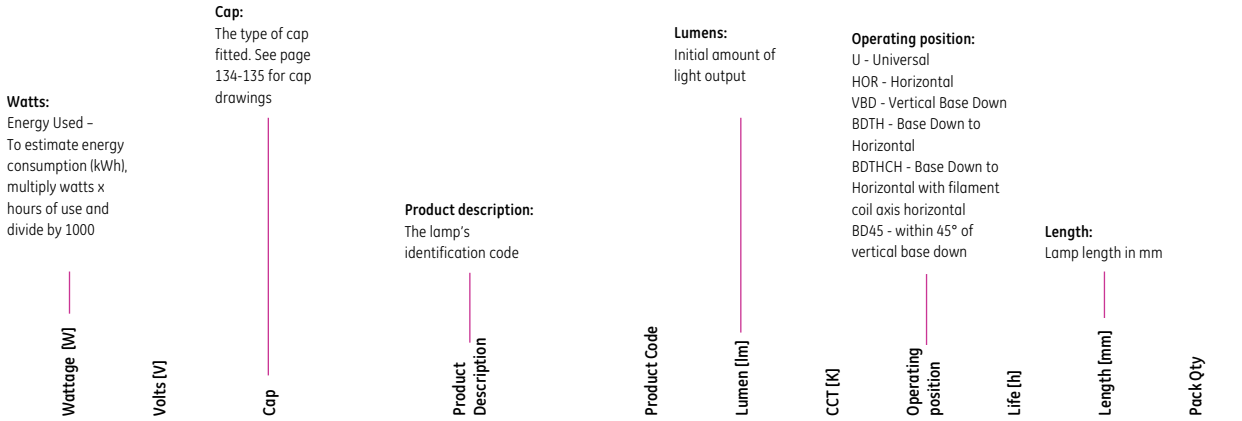 Watts:
Energy Used –
To estimate energy
consumption (kWh),
multiply watts x
hours of use and
divide by 1000
Cap:
The type of cap
fitted. See page
134-135 for cap
drawings
Product description:
The lamp's
identification code
Lumens:
Initial amount of
light output
Operating position:
U - Universal
HOR - Horizontal
VBD - Vertical Base Down
BDTH - Base Down to
Horizontal
BDTHCH - Base Down to
Horizontal with filament
coil axis horizontal
BD45 - within 45° of
vertical base down
Length:
Lamp length in mm
Wattage [W]
Volts [V]
Cap
Product
Description
Product Code
Lumen [lm]
CCT [K]
Operating
position
Life [h]
Length [mm]
Pack Qty